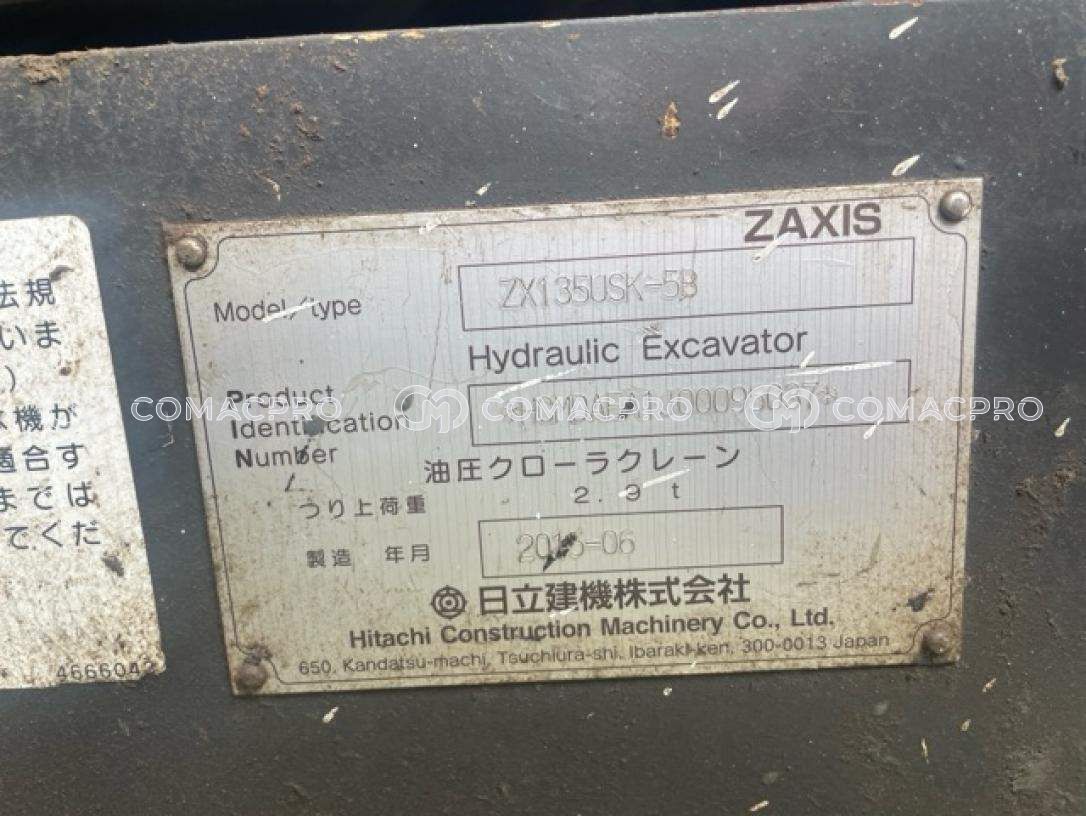 ZAXIS
Model/type ZX135USK-5B
Hydraulic Excavator
Product
Identification
Number
油圧クローラクレーン
つり上荷重 2.9 t
製造 年月
日立建機株式会社
Hitachi Construction Machinery Co., Ltd.
650, Kandatsu-machi, Tsuchiura-shi, Ibaraki-ken, 300-0013 Japan
法規
いま
)
機が
適合す
までは
てくだ
COMACPRO COMACPRO COMACPRO COMACPRO